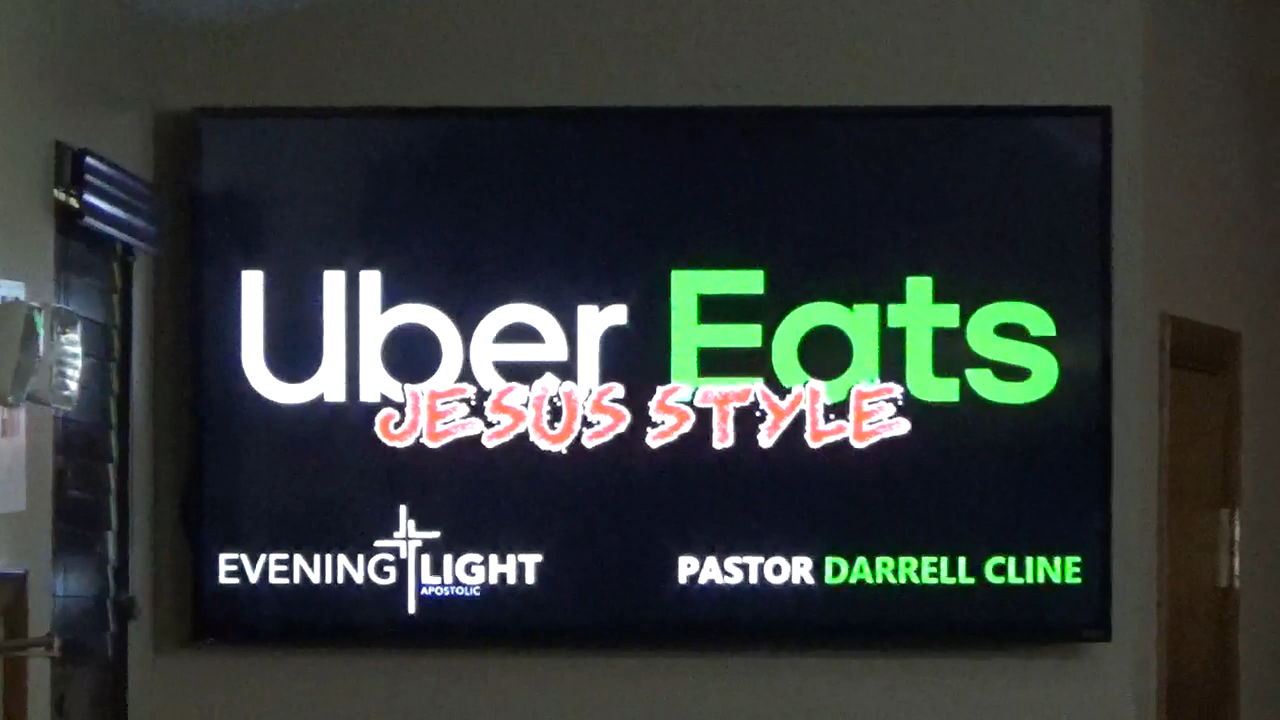 Uber Eats
JESUS STYLE
EVENING LIGHT
APOSTOLIC
PASTOR DARRELL CLINE